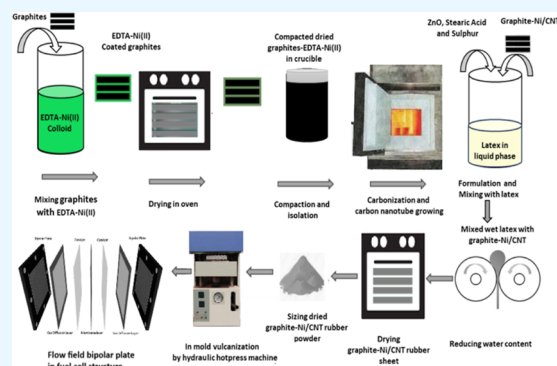 Graphites
EDTA-Ni(II)
Colloid
Mixing graphites
with EDTA-Ni(II)
EDTA-Ni(II)
Coated graphites
Drying in oven
Compacted dried
graphites-EDTA-Ni(II)
in crucible
Compaction and
isolation
Carbonization and
carbon nanotube growing
ZnO, Stearic Acid
and Sulphur
Graphite-Ni/CNT
Latex in
liquid phase
Formulation and
Mixing with latex
Mixed wet latex with
graphite-Ni/CNT
Reducing water content
Drying
graphite-Ni/CNT rubber
sheet
Sizing dried
graphite-Ni/CNT rubber
powder
In mold vulcanization
by hydraulic hotpress machine
Flow field bipolar plate
in fuel cell structure